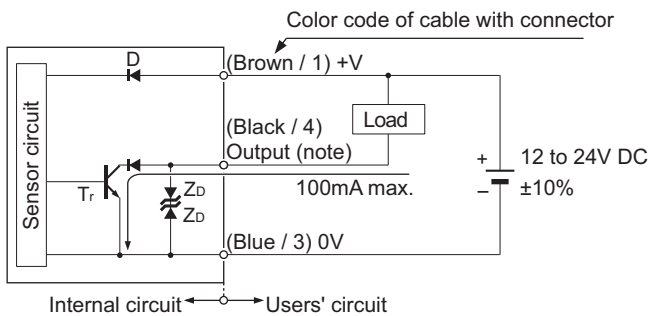 Color code of cable with connector
D
(Brown / 1) +V
Sensor circuit
(Black / 4)
Output (note)
Load
Tr
ZD
ZD
100mA max.
+
12 to 24V DC
–
±10%
(Blue / 3) 0V
Internal circuit
Users' circuit